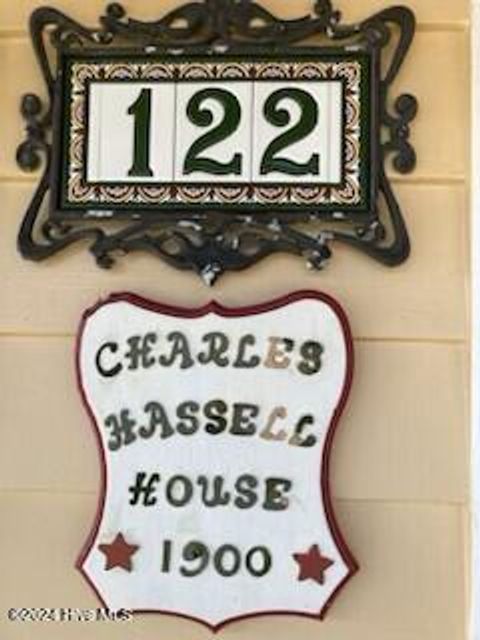 122
CHARLES
HASSELL
HOUSE
1900
©2024 Hive MLS